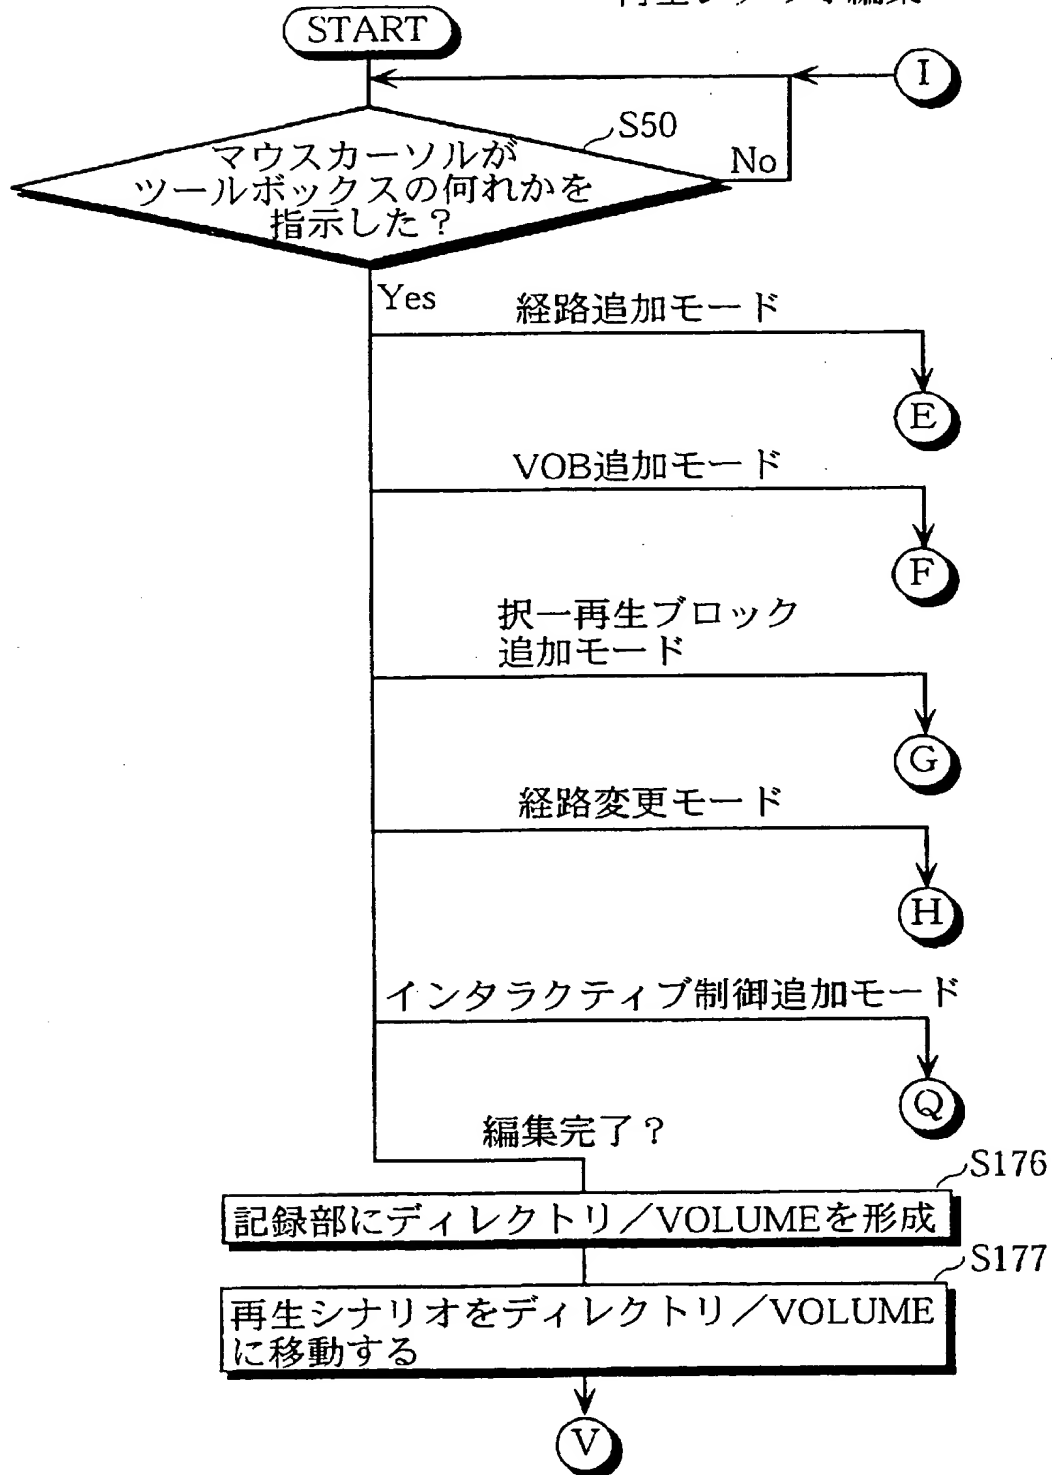 START
I
S50
マウスカーソルが
ツールボックスの何れかを
指示した？
No
Yes
経路追加モード
E
VOB追加モード
F
択一再生ブロック
追加モード
G
経路変更モード
H
インタラクティブ制御追加モード
Q
編集完了？
S176
記録部にディレクトリ／VOLUMEを形成
S177
再生シナリオをディレクトリ／VOLUME
に移動する
V